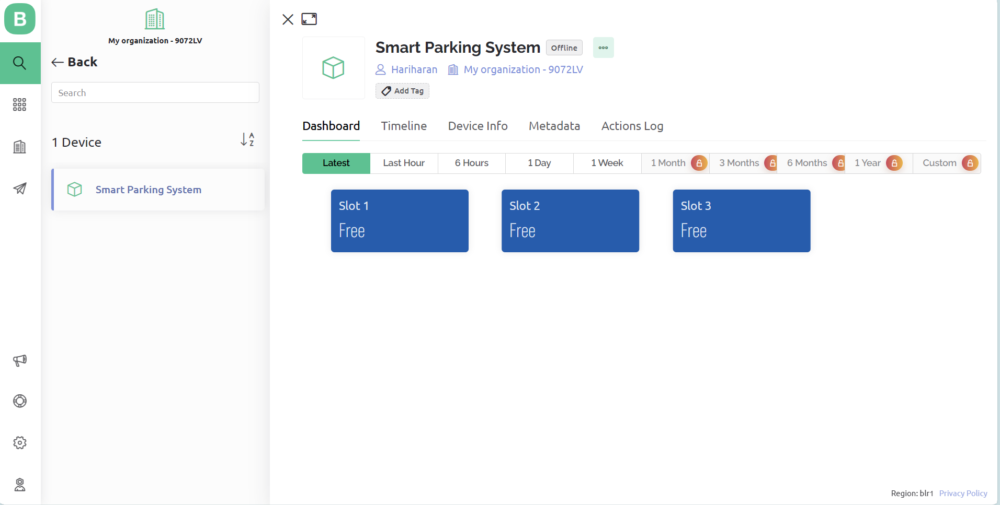 B
My organization - 9072LV
Back
Search
1 Device
A
Z
Smart Parking System
Smart Parking System
Offline
Hariharan
My organization - 9072LV
Add Tag
Dashboard
Timeline
Device Info
Metadata
Actions Log
Latest
Last Hour
6 Hours
1 Day
1 Week
1 Month
3 Months
6 Months
1 Year
Custom
Slot 1
Free
Slot 2
Free
Slot 3
Free
Region: blr1
Privacy Policy